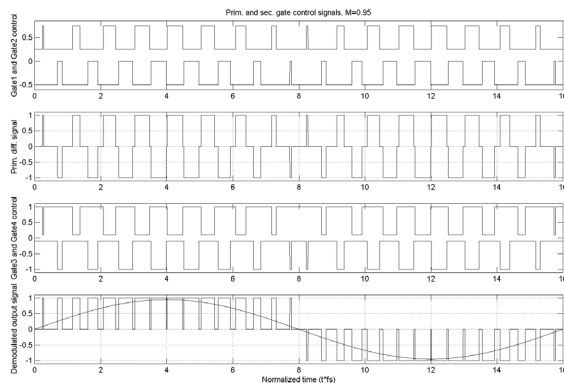 Prim. and sec. gate control signals, M=0.95
Gate1 and Gate2 control
0.5
0
-0.5
0 2 4 6 8 10 12 14 16
Prim. diff. signal
1
0.5
0
-0.5
-1
0 2 4 6 8 10 12 14 16
Gate3 and Gate4 control
1
0.5
0
-0.5
-1
0 2 4 6 8 10 12 14 16
Demodulated output signal
1
0.5
0
-0.5
-1
0 2 4 6 8 10 12 14 16
Normalized time (t*fs)